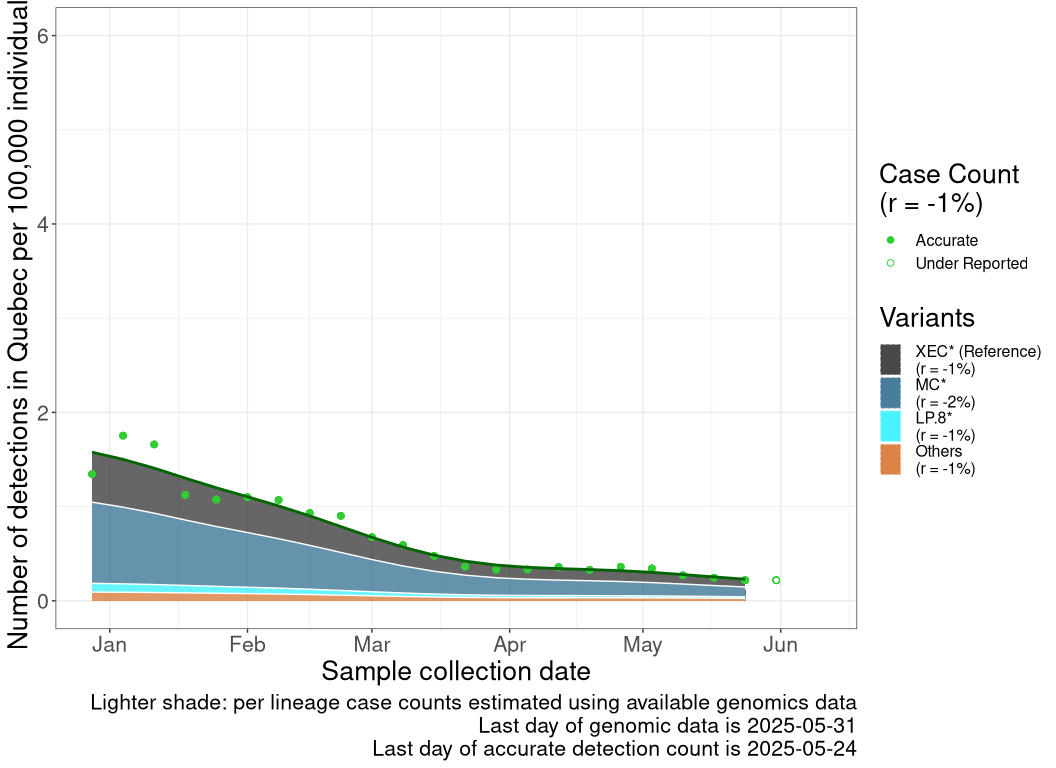 Number of detections in Quebec per 100,000 individual
6
4
2
0
Jan Feb Mar Apr May Jun
Sample collection date
Lighter shade: per lineage case counts estimated using available genomics data
Last day of genomic data is 2025-05-31
Last day of accurate detection count is 2025-05-24
Case Count
(r = -1%)
Accurate
Under Reported
Variants
XEC* (Reference)
(r = -1%)
MC*
(r = -2%)
LP.8*
(r = -1%)
Others
(r = -1%)